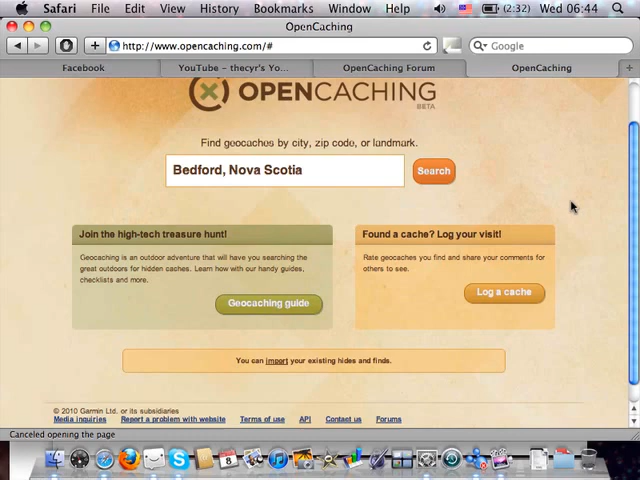 Safari File Edit View History Bookmarks Window Help (2:32) Wed 06:44
OpenCaching
http://www.opencaching.com/# Google
Facebook YouTube - thecyr's Yo... OpenCaching Forum OpenCaching
OPENCACHING
BETA
Find geocaches by city, zip code, or landmark.
Bedford, Nova Scotia Search
Join the high-tech treasure hunt!
Geocaching is an outdoor adventure that will have you searching the
great outdoors for hidden caches. Learn how with our handy guides,
checklists and more.
Geocaching guide
Found a cache? Log your visit!
Rate geocaches you find and share your comments for
others to see.
Log a cache
You can import your existing hides and finds.
© 2010 Garmin Ltd. or its subsidiaries
Media inquiries Report a problem with website Terms of use API Contact us Forums
Canceled opening the page